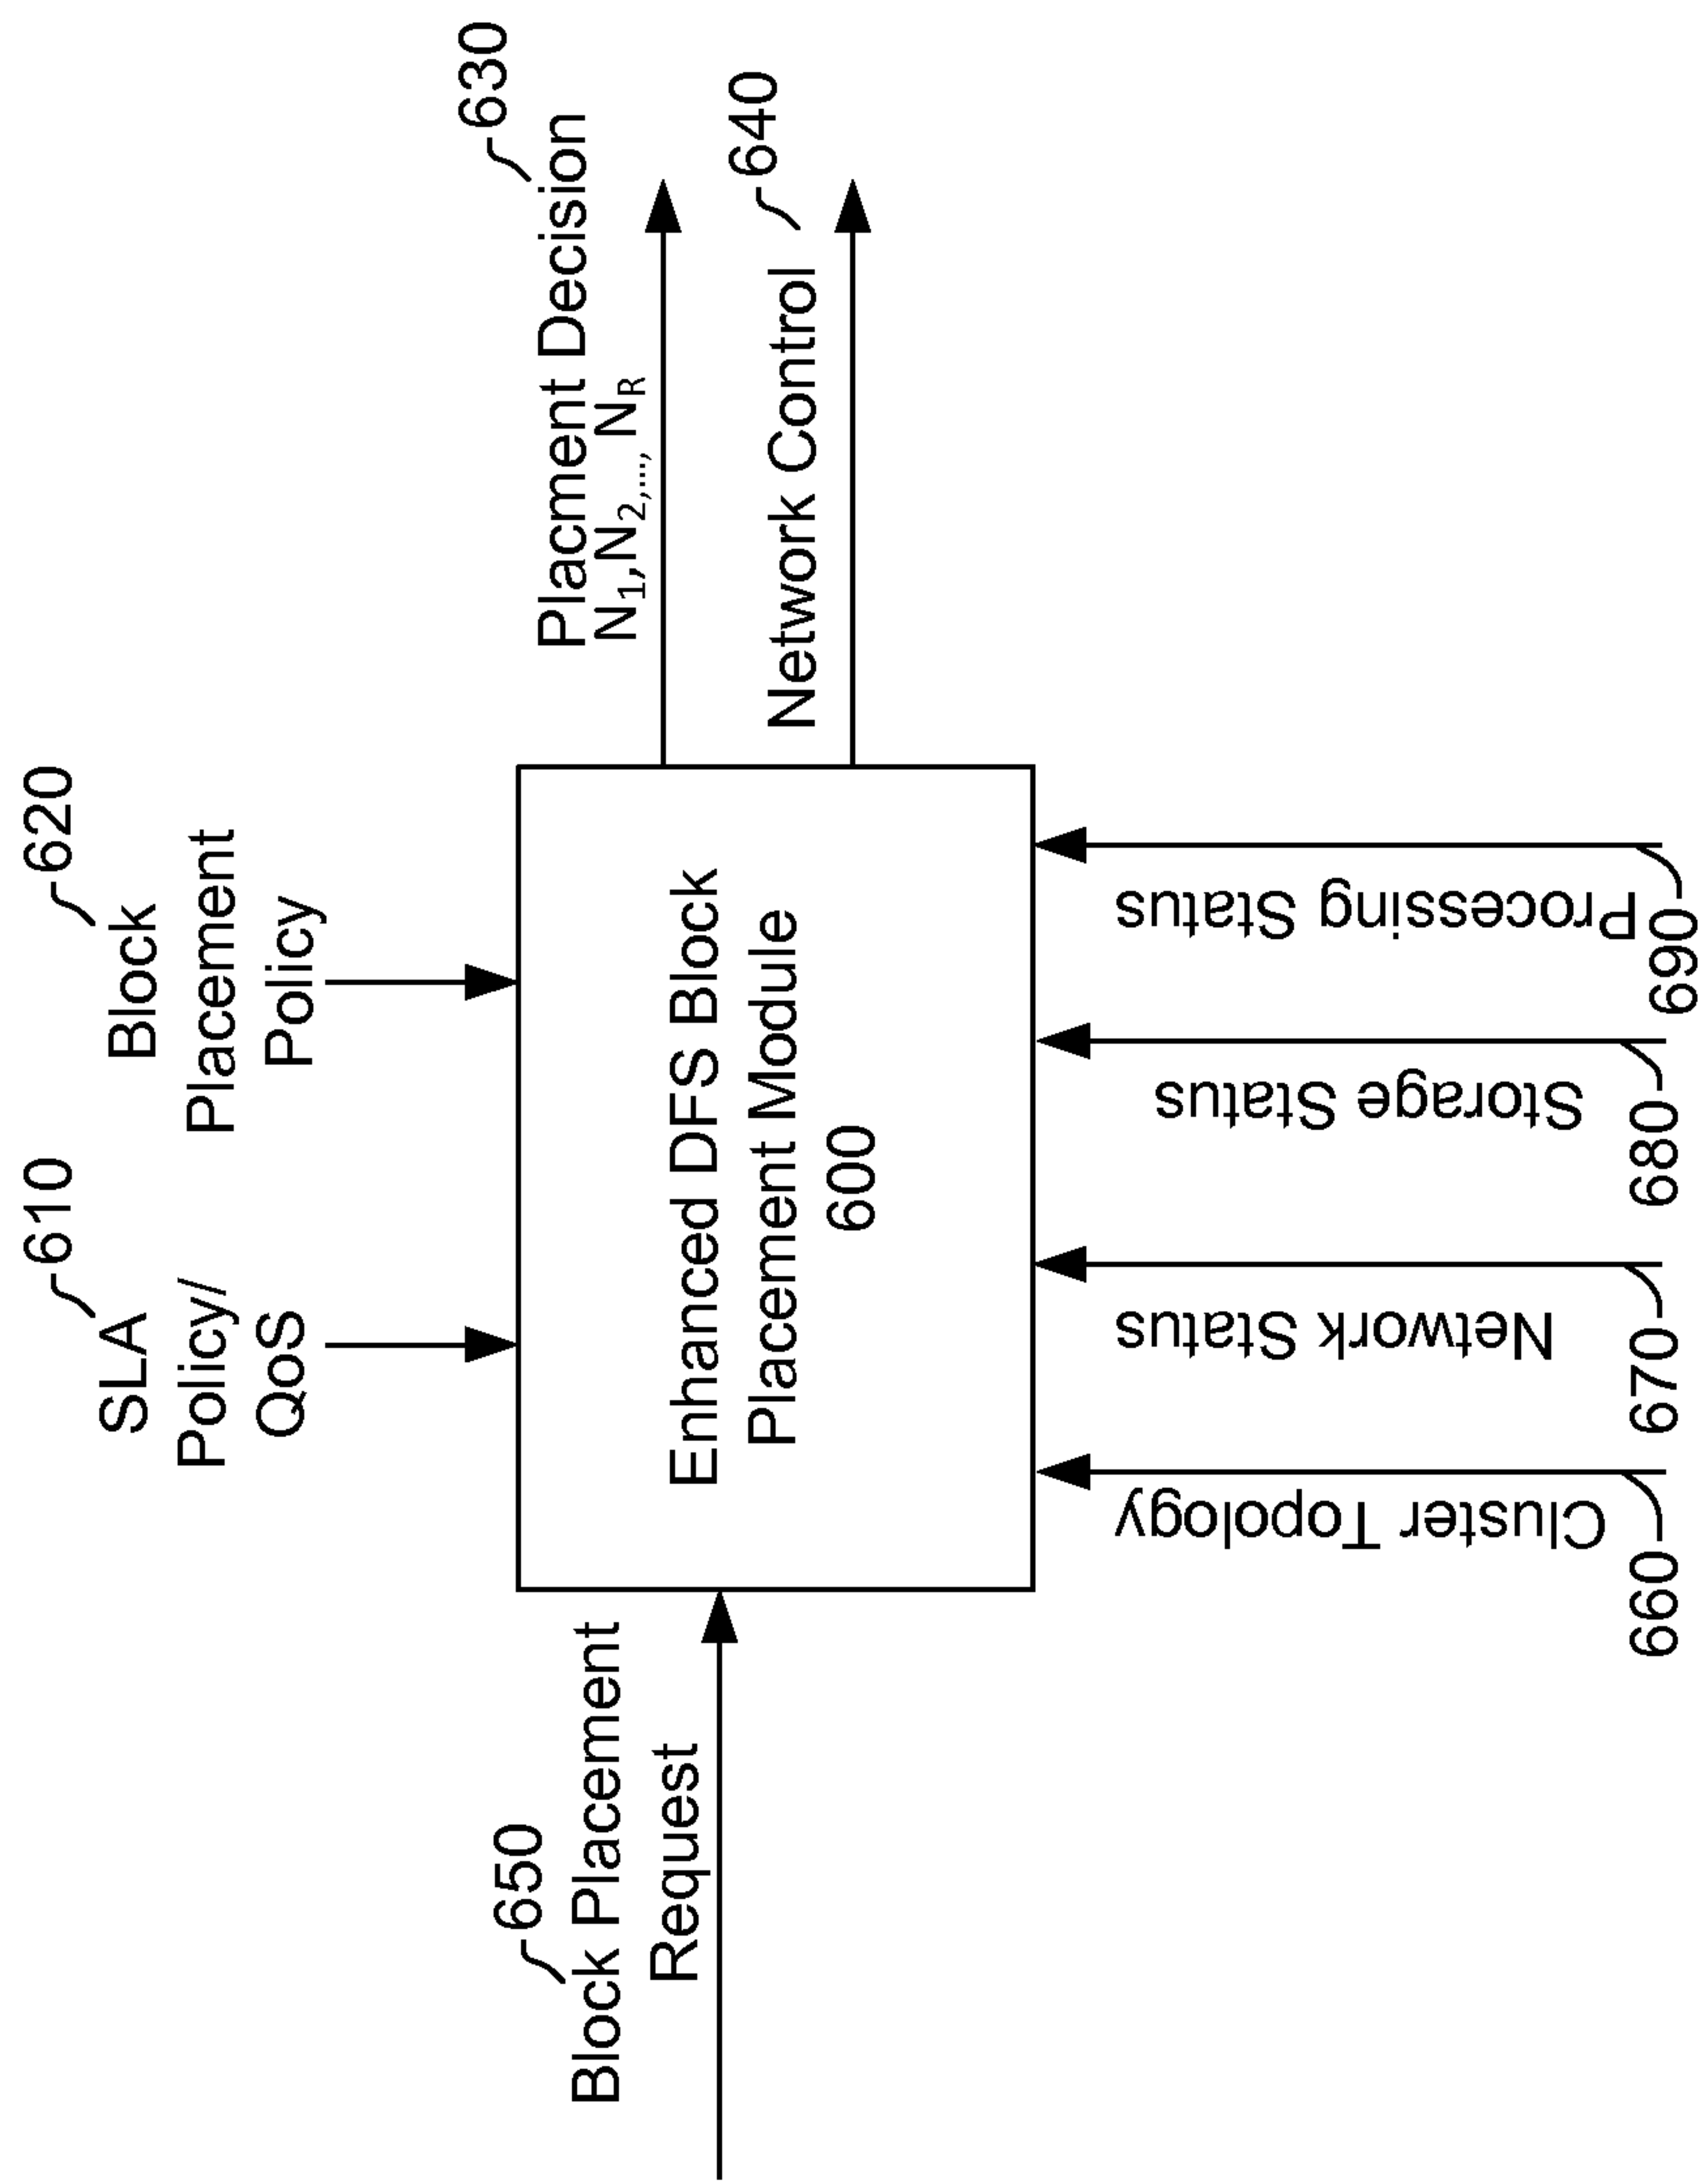 610
SLA
Policy/
QoS
620
Block
Placement
Policy
630
Placment Decision
N1,N2,..., NR
640
Network Control
650
Block Placement
Request
Enhanced DFS Block
Placement Module
600
Cluster Topology
660
Network Status
670
Storage Status
680
Processing Status
690